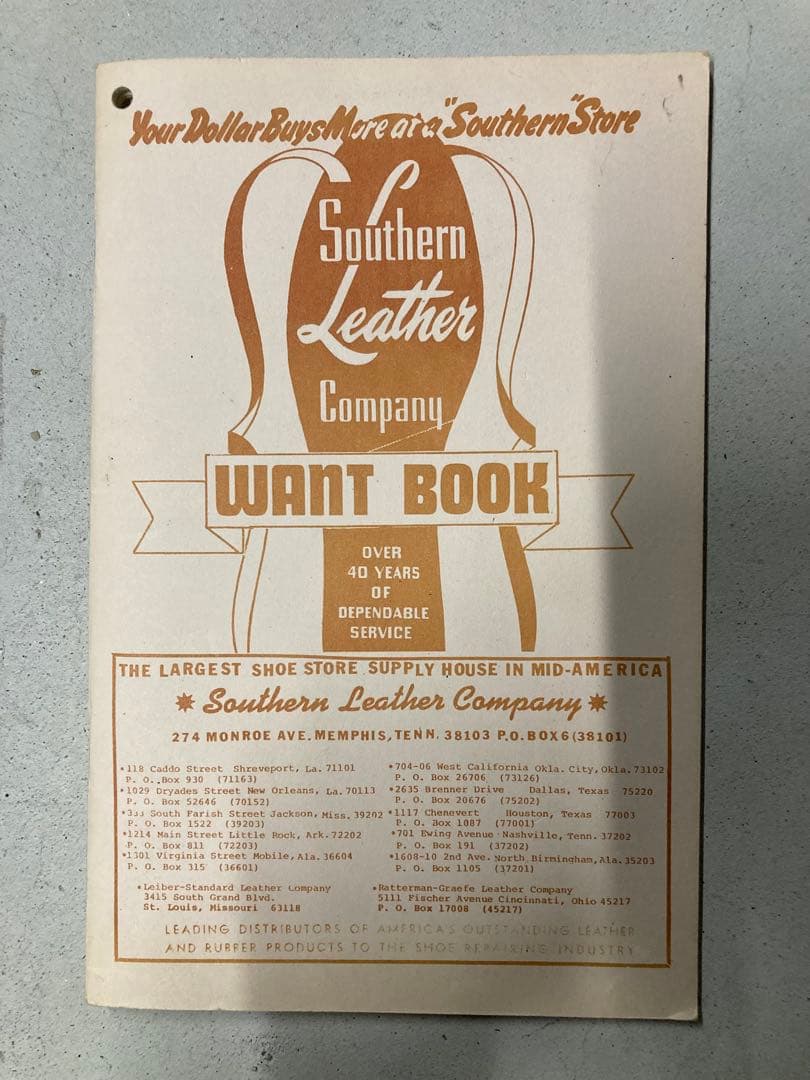 Your Dollar Buys More at a "Southern" Store
Southern
Leather
Company
WANT BOOK
OVER
40 YEARS
OF
DEPENDABLE
SERVICE
THE LARGEST SHOE STORE SUPPLY HOUSE IN MID-AMERICA
* Southern Leather Company *
274 MONROE AVE. MEMPHIS, TENN. 38103 P.O. BOX 6 (38101)
•118 Caddo Street Shreveport, La. 71101
P. O. Box 930 (71163)
•1029 Dryades Street New Orleans, La. 70113
P. O. Box 52646 (70152)
South Farish Street Jackson, Miss. 39202
P. O. Box 1522 (39203)
•1214 Main Street Little Rock, Ark. 72202
P. O. Box 811 (72203)
•1301 Virginia Street Mobile, Ala. 36604
P. O. Box 315 (36601)
•704-06 West California Okla. City, Okla. 73102
P. O. Box 26706 (73126)
•2635 Brenner Drive Dallas, Texas 75220
P. O. Box 20676 (75202)
•1117 Chenevert Houston, Texas 77003
P. O. Box 1087 (77001)
•701 Ewing Avenue Nashville, Tenn. 37202
P. O. Box 191 (37202)
•1608-10 2nd Ave. North Birmingham, Ala. 35203
P. O. Box 1105 (37201)
•Leiber-Standard Leather Company
3415 South Grand Blvd.
St. Louis, Missouri 63118
•Ratterman-Graefe Leather Company
5111 Fischer Avenue Cincinnati, Ohio 45217
P. O. Box 17008 (45217)
LEADING DISTRIBUTORS OF AMERICA'S OUTSTANDING LEATHER
AND RUBBER PRODUCTS TO THE SHOE REPAIRING INDUSTRY